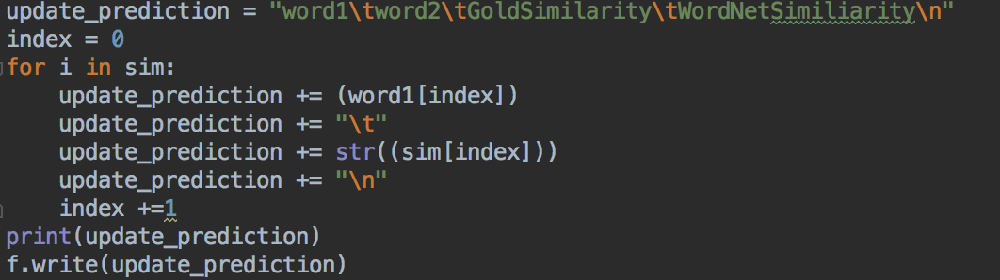 update_prediction = "word1\tword2\tGoldSimilarity\tWordNetSimiliarity\n"
index = 0
for i in sim:
    update_prediction += (word1[index])
    update_prediction += "\t"
    update_prediction += str((sim[index]))
    update_prediction += "\n"
    index +=1
print(update_prediction)
f.write(update_prediction)